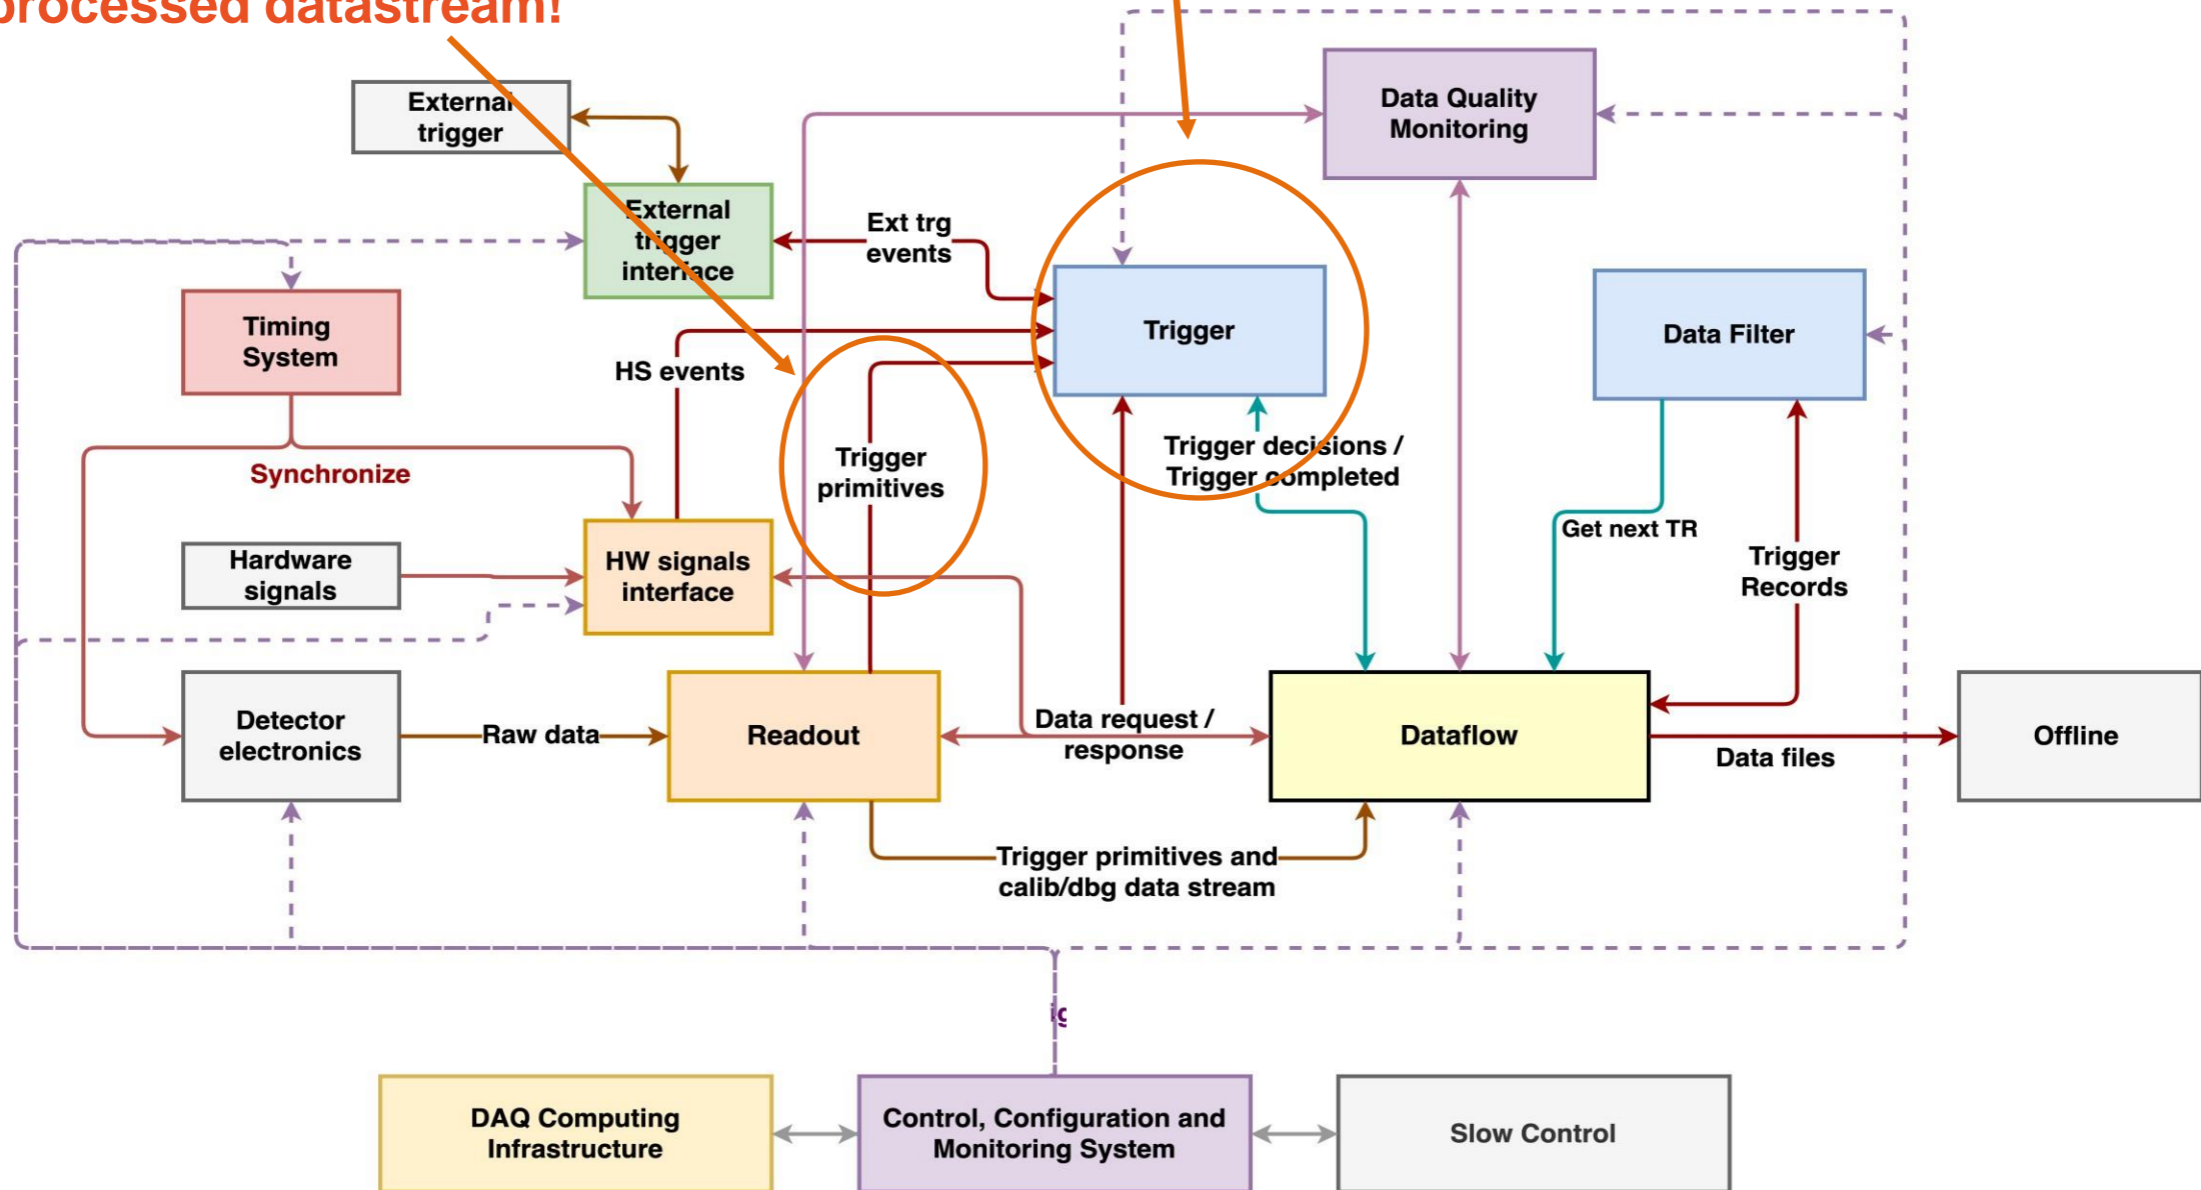 processed datastream!
External
trigger
Data Quality
Monitoring
External
trigger
interface
Ext trg
events
Timing
System
Trigger
Data Filter
HS events
Trigger
primitives
Trigger decisions /
Trigger completed
Synchronize
Get next TR
Hardware
signals
HW signals
interface
Trigger
Records
Detector
electronics
Raw data
Readout
Data request /
response
Dataflow
Data files
Offline
Trigger primitives and
calib/dbg data stream
DAQ Computing
Infrastructure
Control, Configuration and
Monitoring System
Slow Control